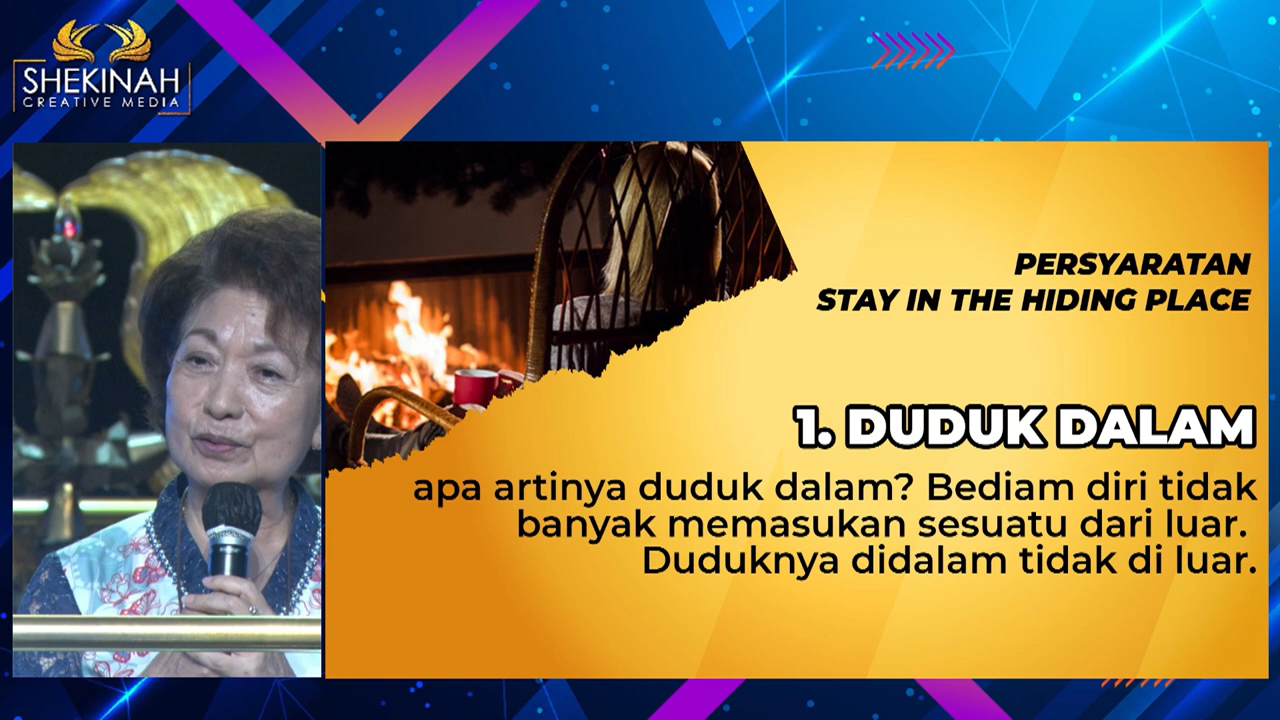 SHEKINAH
CREATIVE MEDIA
PERSYARATAN
STAY IN THE HIDING PLACE
1. DUDUK DALAM
apa artinya duduk dalam? Bediam diri tidak
banyak memasukan sesuatu dari luar.
Duduknya didalam tidak di luar.